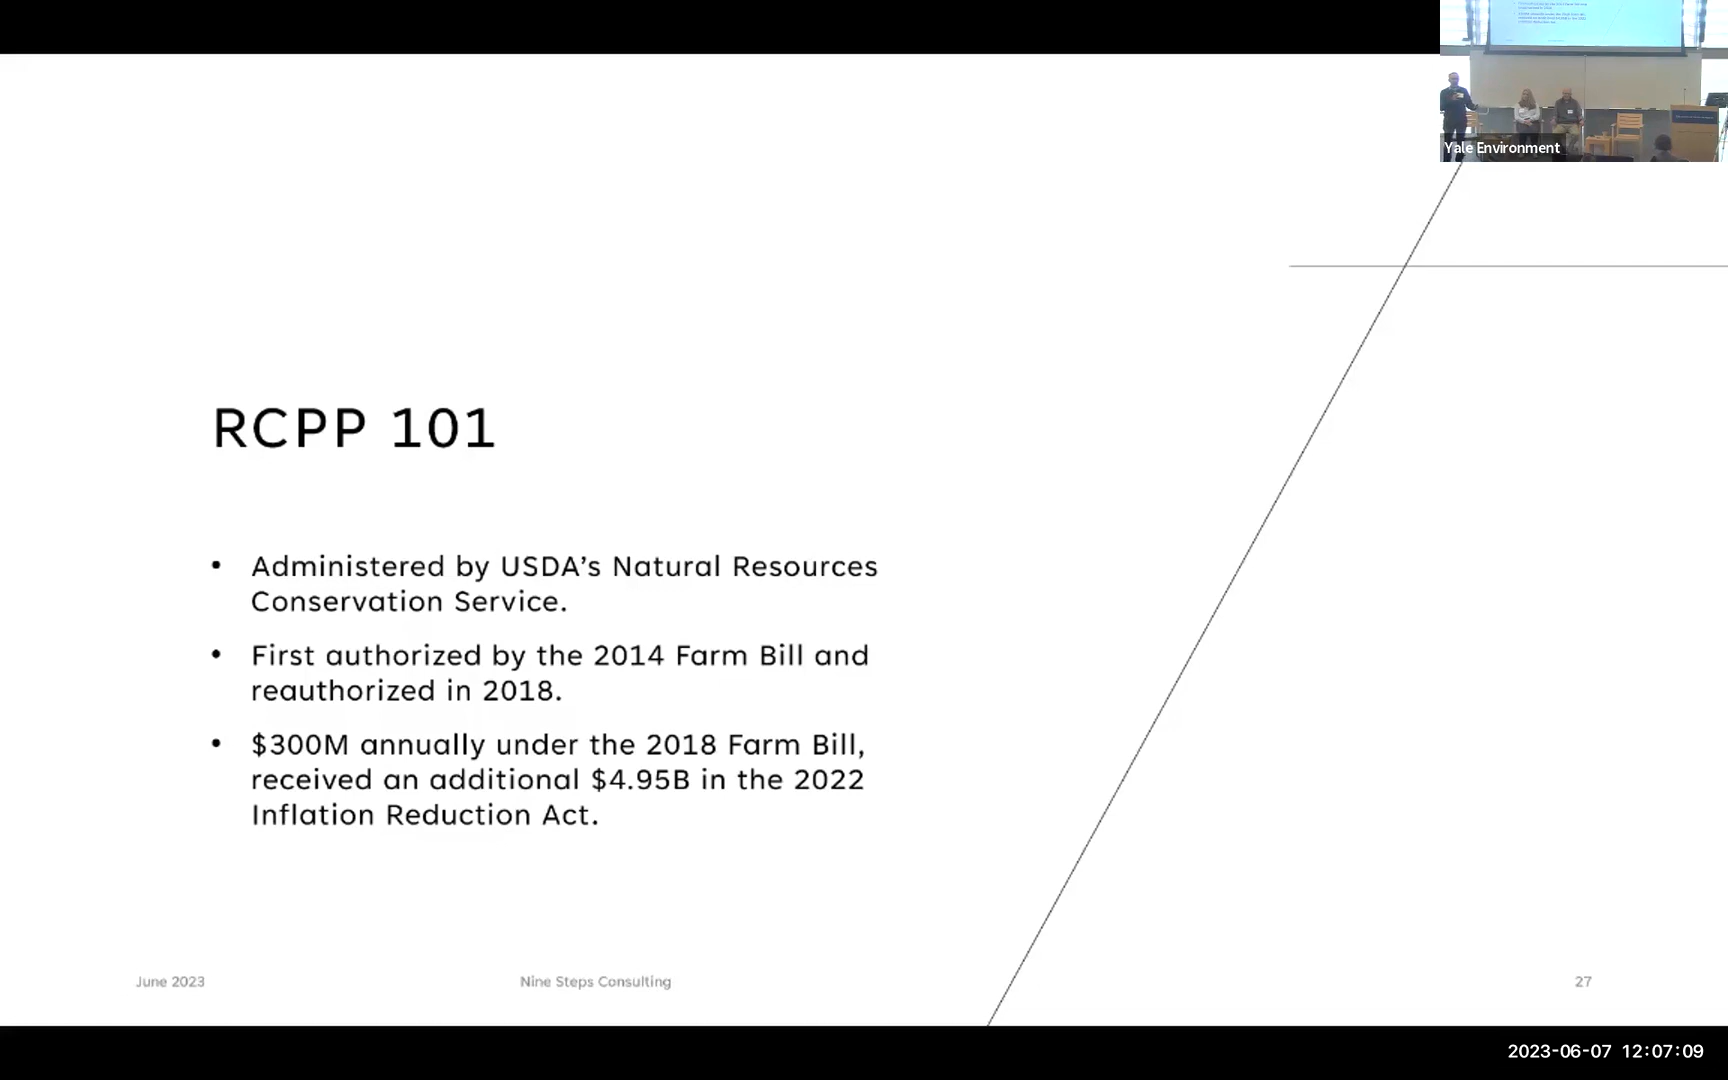 Yale Environment
RCPP 101
• Administered by USDA’s Natural Resources
Conservation Service.
• First authorized by the 2014 Farm Bill and
reauthorized in 2018.
• $300M annually under the 2018 Farm Bill,
received an additional $4.95B in the 2022
Inflation Reduction Act.
June 2023
Nine Steps Consulting
27
2023-06-07 12:07:09